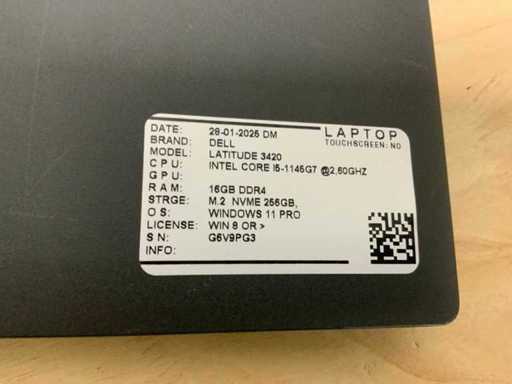 LAPTOP
TOUCHSCREEN: NO
DATE: 28-01-2025 DM
BRAND: DELL
MODEL: LATITUDE 3420
CPU: INTEL CORE I5-1145G7 @2,60GHZ
GPU:
RAM: 16GB DDR4
STRGE: M.2 NVME 256GB,
OS: WINDOWS 11 PRO
LICENSE: WIN 8 OR >
SN: G6V9PG3
INFO: